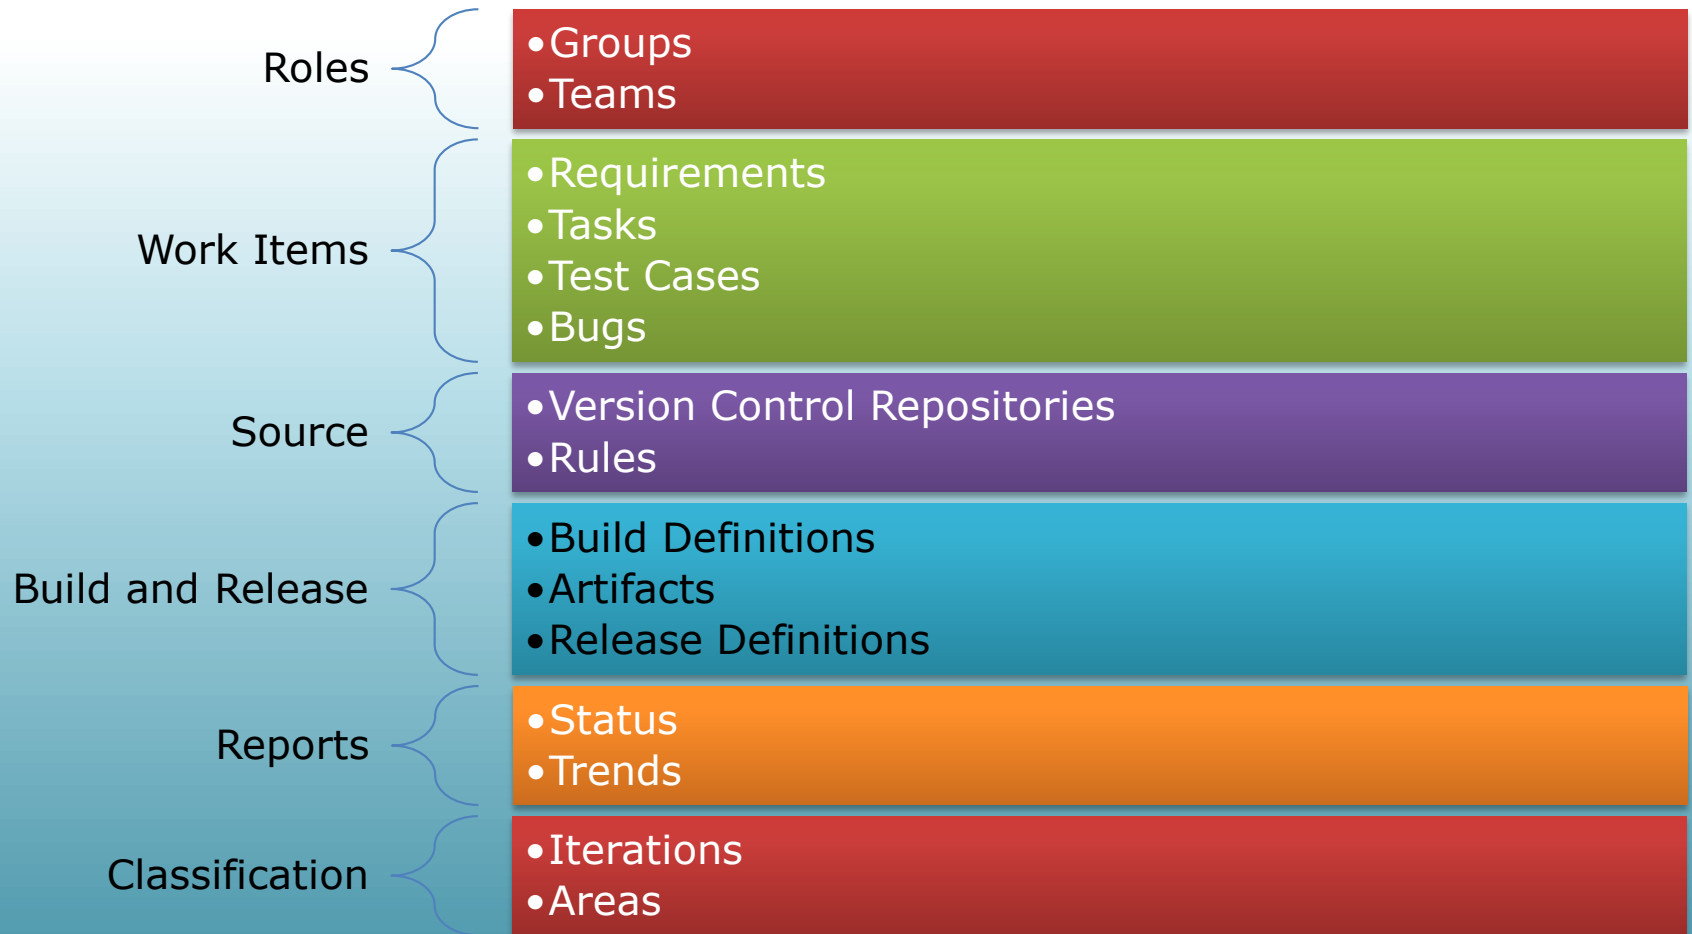 Roles
•Groups
•Teams
Work Items
•Requirements
•Tasks
•Test Cases
•Bugs
Source
•Version Control Repositories
•Rules
Build and Release
•Build Definitions
•Artifacts
•Release Definitions
Reports
•Status
•Trends
Classification
•Iterations
•Areas